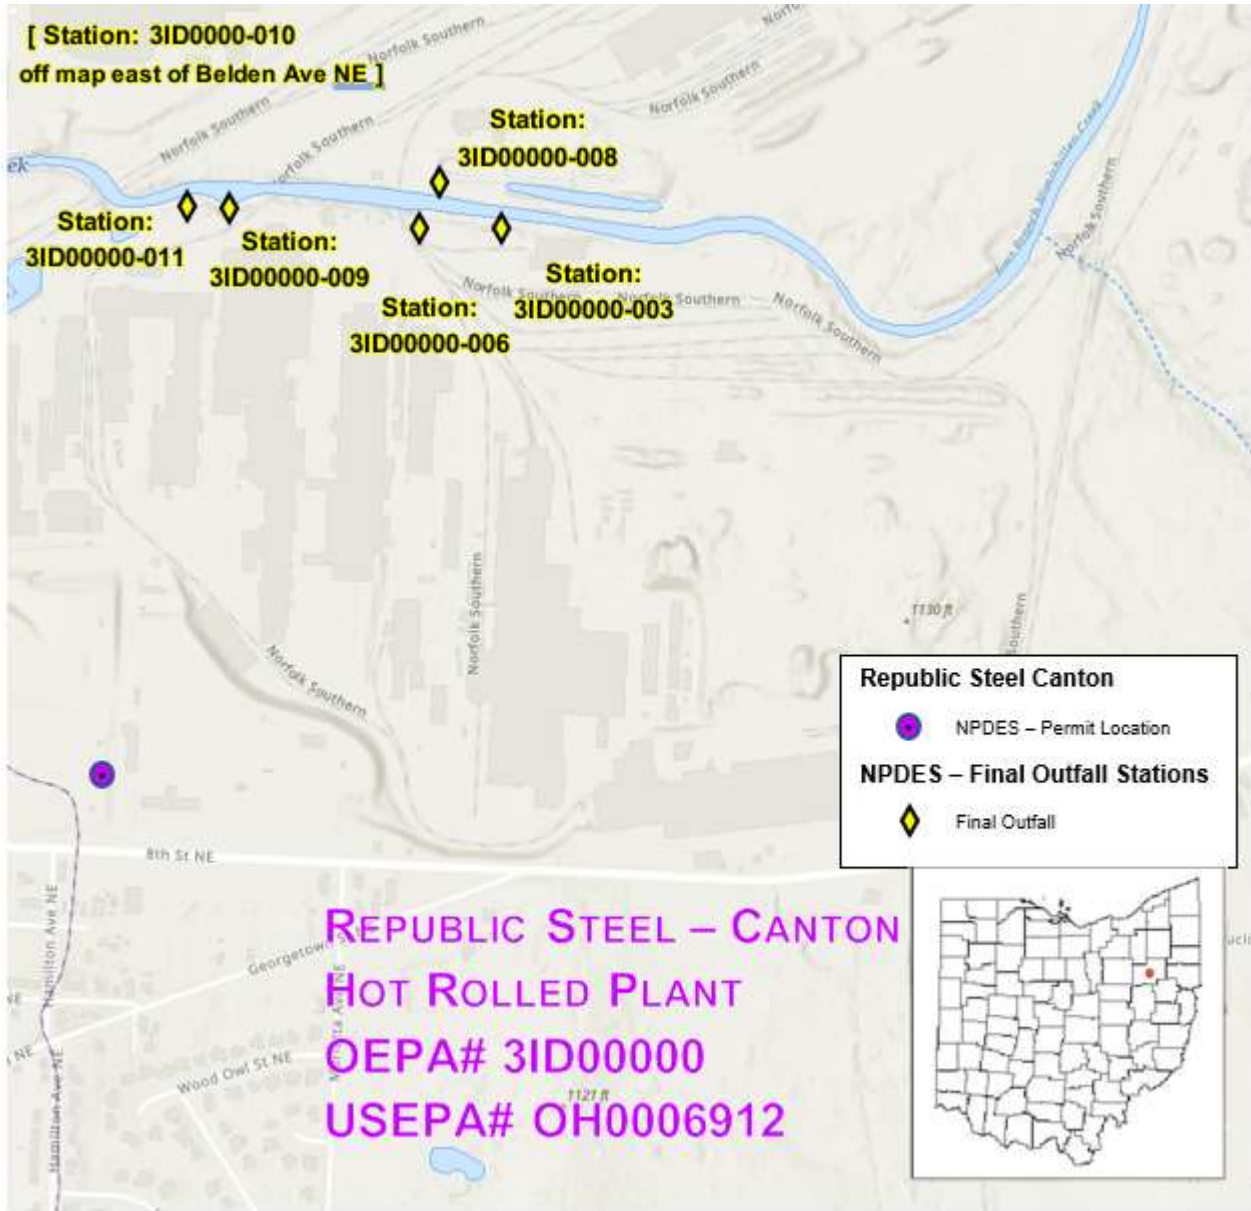 [ Station: 3ID0000-010
off map east of Belden Ave NE ]
Norfolk Southern
Norfolk Southern
Norfolk Southern
Norfolk Southern
Station:
3ID00000-008
ek
Station:
3ID00000-011
Station:
3ID00000-009
Station:
3ID00000-003
Station:
3ID00000-006
Norfolk Southern
Norfolk Southern
Norfolk Southern
Norfolk Southern
Norfolk Southern
Norfolk Southern
1130 ft
Southern
Republic Steel Canton
NPDES – Permit Location
NPDES – Final Outfall Stations
Final Outfall
8th St NE
Hamilton Ave NE
Georgetown
REPUBLIC STEEL – CANTON
HOT ROLLED PLANT
OEPA# 3ID00000
USEPA# OH0006912
NE
Wood Owl St NE
Hamilton Ave NE
1121 ft